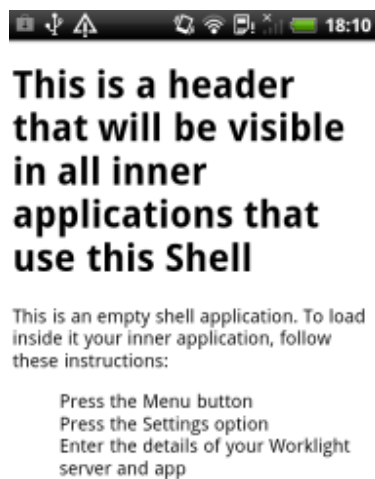 18:10
This is a header
that will be visible
in all inner
applications that
use this Shell
This is an empty shell application. To load
inside it your inner application, follow
these instructions:
Press the Menu button
Press the Settings option
Enter the details of your Worklight
server and app